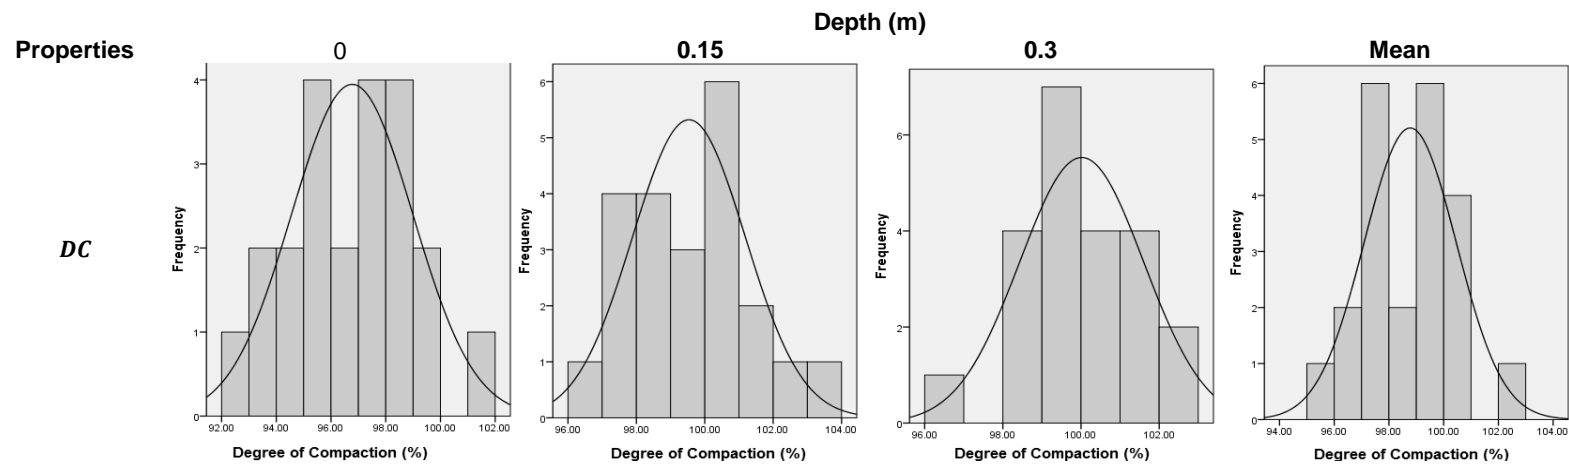 Depth (m)
Properties 0 0.15 0.3 Mean
DC
Frequency
4
3
2
1
0
92.00 94.00 96.00 98.00 100.00 102.00
Degree of Compaction (%)
Frequency
6
5
4
3
2
1
0
96.00 98.00 100.00 102.00 104.00
Degree of Compaction (%)
Frequency
6
4
2
0
96.00 98.00 100.00 102.00
Degree of Compaction (%)
Frequency
6
5
4
3
2
1
0
94.00 96.00 98.00 100.00 102.00 104.00
Degree of Compaction (%)